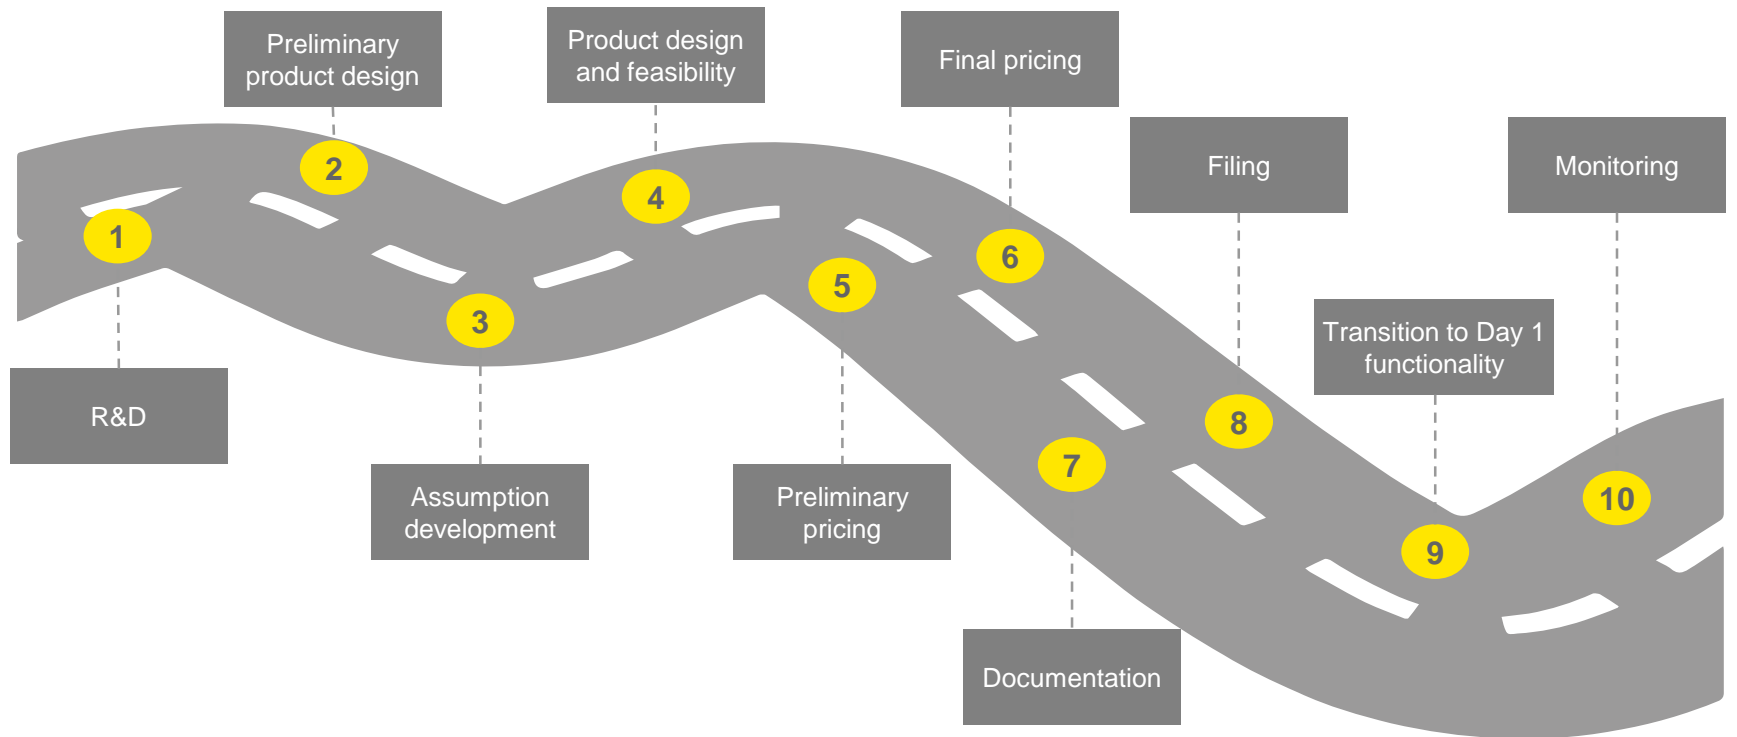 1
R&D
2
Preliminary
product design
3
Assumption
development
4
Product design
and feasibility
5
Preliminary
pricing
6
Final pricing
7
Documentation
8
Filing
9
Transition to Day 1
functionality
10
Monitoring